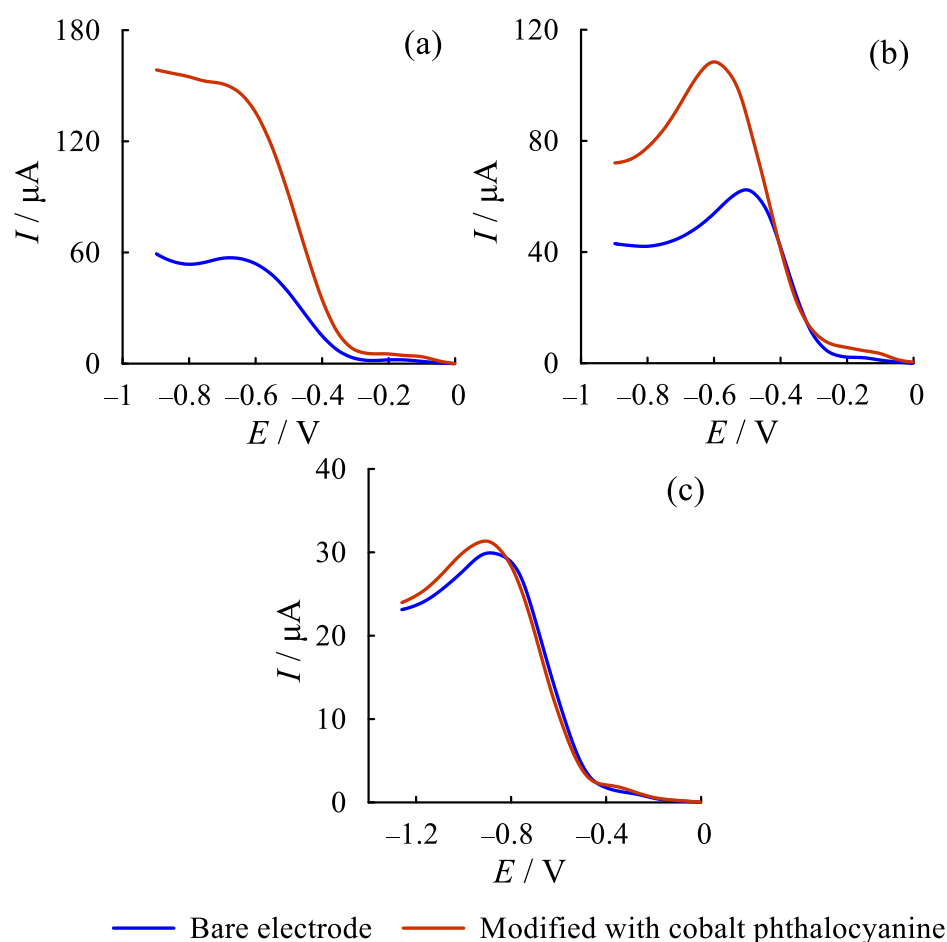 180
(a)
120
I / µA
60
0
–1
–0.8
–0.6
–0.4
–0.2
0
E / V
120
(b)
80
I / µA
40
0
–1
–0.8
–0.6
–0.4
–0.2
0
E / V
40
(c)
30
I / µA
20
10
0
–1.2
–0.8
–0.4
0
E / V
Bare electrode
Modified with cobalt phthalocyanine